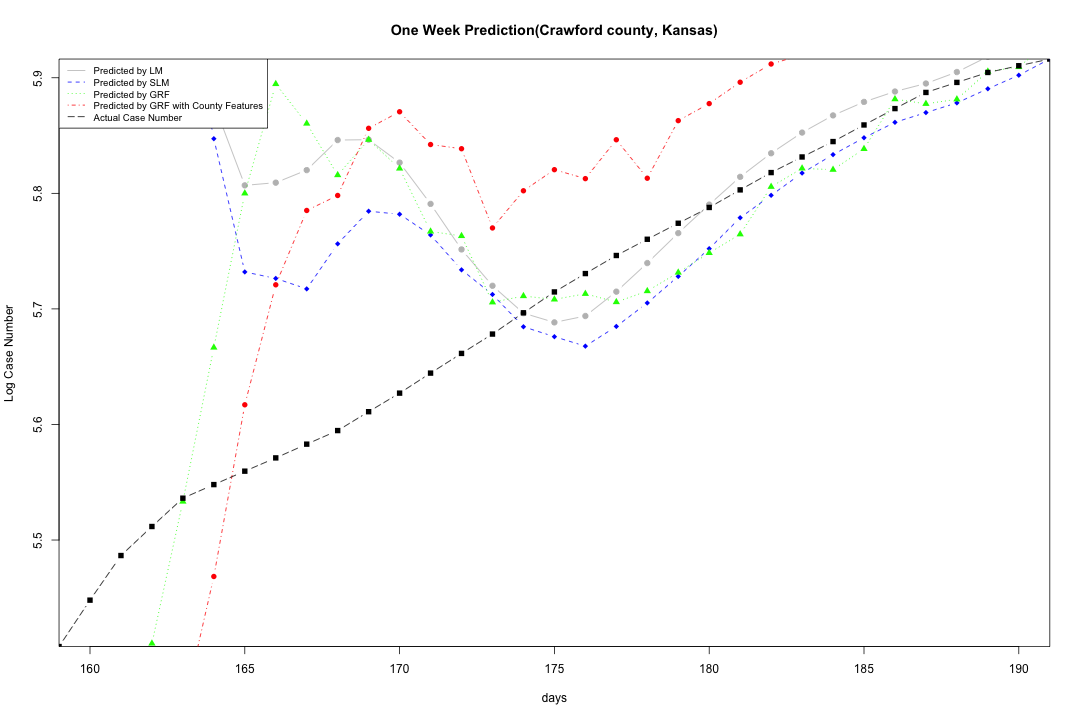 One Week Prediction(Crawford county, Kansas)
Predicted by LM
Predicted by SLM
Predicted by GRF
Predicted by GRF with County Features
Actual Case Number
5.9
5.8
5.7
5.6
5.5
Log Case Number
160 165 170 175 180 185 190
days